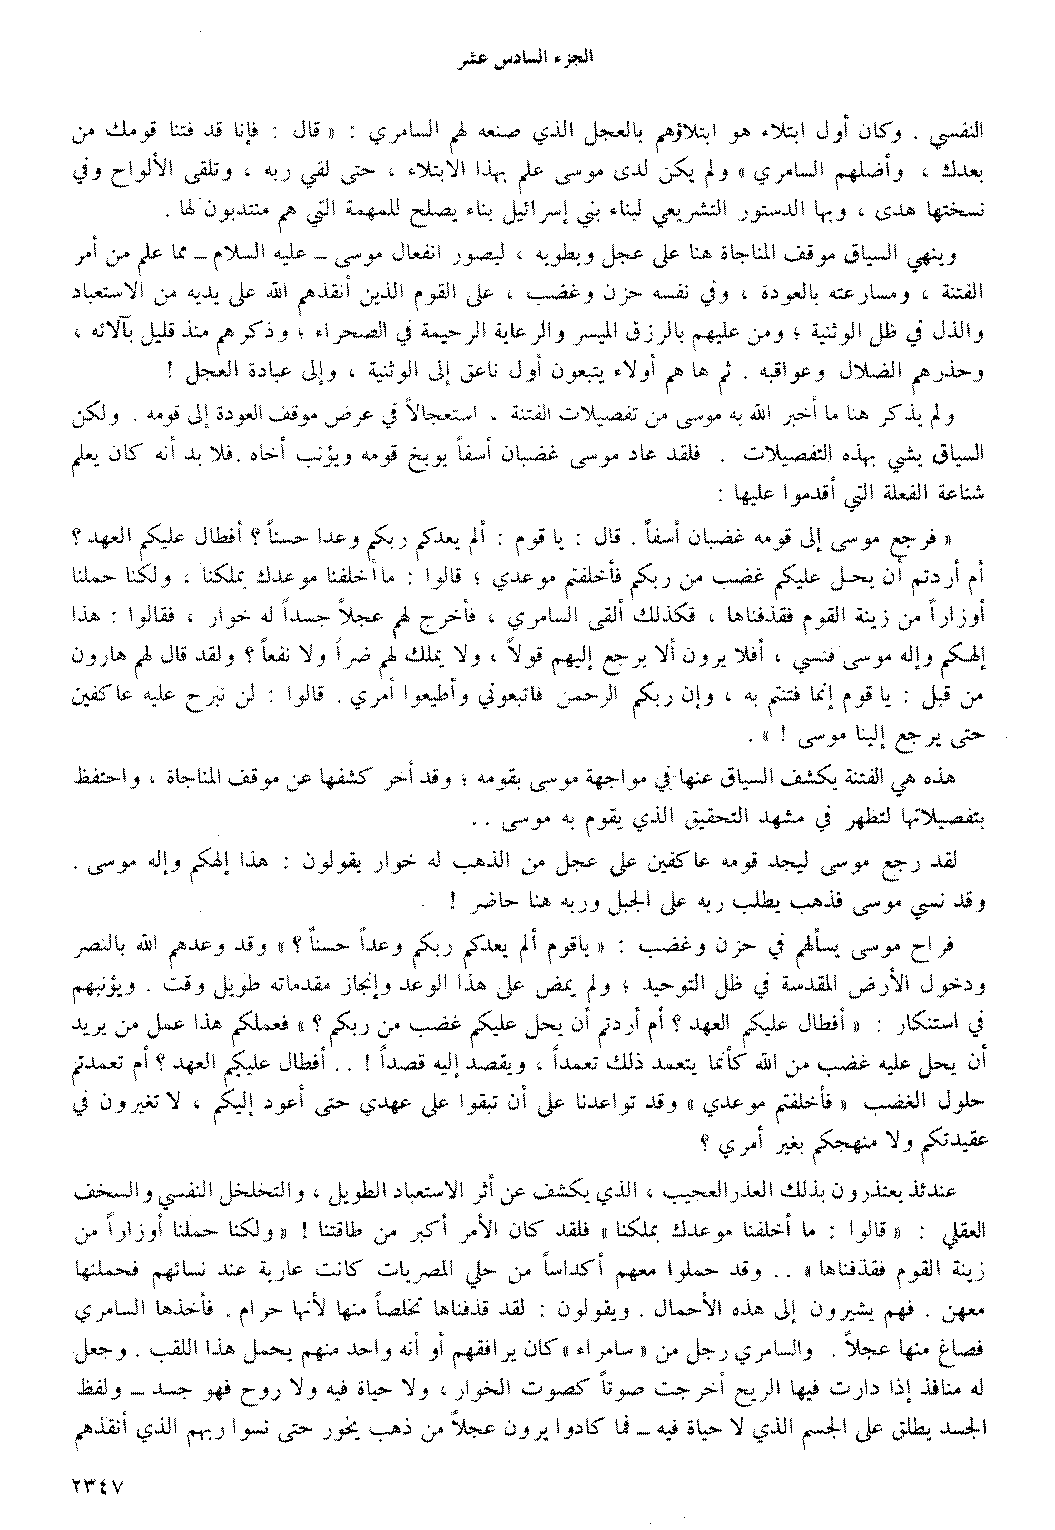 الجزء السادس عشر
النفسي . وكان أول ابتلاء هو ابتلاؤهم بالعجل الذي صنعه لهم السامري : « قال : فإنا قد فتنا قومك من
بعدك ، وأضلهم السامري » ولم يكن لدى موسى علم بهذا الابتلاء ، حتى لقي ربه ، وتلقى الألواح وفي
نسختها هدى ، وبها الدستور التشريعي لبناء بني إسرائيل بناء يصلح للمهمة التي هم منتدبون لها .
وينهي السياق موقف المناجاة هنا على عجل ويطويه ، ليصور انفعال موسى – عليه السلام – مما علم من أمر
الفتنة ، ومسارعته بالعودة ، وفي نفسه حزن وغضب ، على القوم الذين أنقذهم الله على يديه من الاستعباد
والذل في ظل الوثنية ؛ ومن عليهم بالرزق الميسر والرعاية الرحيمة في الصحراء ؛ وذكرهم منذ قليل بآلائه ،
وحذرهم الضلال وعواقبه . ثم ها هم أولاء يتبعون أول ناعق إلى الوثنية ، وإلى عبادة العجل !
ولم يذكر هنا ما أخبر الله به موسى من تفصيلات الفتنة ، استعجالاً في عرض موقف العودة إلى قومه . ولكن
السياق يشي بهذه التفصيلات . فلقد عاد موسى غضبان أسفاً يوبخ قومه ويؤنب أخاه . فلا بد أنه كان يعلم
شناعة الفعلة التي أقدموا عليها :
« فرجع موسى إلى قومه غضبان أسفاً . قال : يا قوم : ألم يعدكم ربكم وعدا حسناً ؟ أفطال عليكم العهد ؟
أم أردتم أن يحل عليكم غضب من ربكم فأخلفتم موعدي ؛ قالوا : ما أخلفنا موعدك بملكنا ، ولكنا حملنا
أوزاراً من زينة القوم فقذفناها ، فكذلك ألقى السامري ، فأخرج لهم عجلاً جسداً له خوار ، فقالوا : هذا
إلهكم وإله موسى فنسي ، أفلا يرون ألا يرجع إليهم قولاً ، ولا يملك لهم ضراً ولا نفعاً ؟ ولقد قال لهم هارون
من قبل : يا قوم إنما فتنتم به ، وإن ربكم الرحمن فاتبعوني وأطيعوا أمري . قالوا : لن نبرح عليه عاكفين
حتى يرجع إلينا موسى ! » .
هذه هي الفتنة يكشف السياق عنها في مواجهة موسى بقومه ؛ وقد أخر كشفها عن موقف المناجاة ، واحتفظ
بتفصيلاتها لتظهر في مشهد التحقيق الذي يقوم به موسى . .
لقد رجع موسى ليجد قومه عاكفين على عجل من الذهب له خوار يقولون : هذا إلهكم وإله موسى .
وقد نسي موسى فذهب يطلب ربه على الجبل وربه هنا حاضر !
فراح موسى يسألهم في حزن وغضب : « ياقوم ألم يعدكم ربكم وعداً حسناً ؟ » وقد وعدهم الله بالنصر
ودخول الأرض المقدسة في ظل التوحيد ؛ ولم يمض على هذا الوعد وإنجاز مقدماته طويل وقت . ويؤنبهم
في استنكار : « أفطال عليكم العهد ؟ أم أردتم أن يحل عليكم غضب من ربكم ؟ » فعملكم هذا عمل من يريد
أن يحل عليه غضب من الله كأنما يتعمد ذلك تعمداً ، ويقصد إليه قصداً ! . . أفطال عليكم العهد ؟ أم تعمدتم
حلول الغضب « فأخلفتم موعدي » وقد تواعدنا على أن تبقوا على عهدي حتى أعود إليكم ، لا تغيرون في
عقيدتكم ولا منهجكم بغير أمري ؟
عندئذ يعتذرون بذلك العذر العجيب ، الذي يكشف عن أثر الاستعباد الطويل ، والتخلخل النفسي والسخف
العقلي : « قالوا : ما أخلفنا موعدك بملكنا » فلقد كان الأمر أكبر من طاقتنا ! « ولكنا حملنا أوزاراً من
زينة القوم فقذفناها » . . وقد حملوا معهم أكداساً من حلي المصريات كانت عارية عند نسائهم فحملنها
معهن . فهم يشيرون إلى هذه الأحمال . ويقولون : لقد قذفناها تخلصاً منها لأنها حرام . فأخذها السامري
فصاغ منها عجلاً . والسامري رجل من « سامراء » كان يرافقهم أو أنه واحد منهم يحمل هذا اللقب . وجعل
له منافذ إذا دارت فيها الريح أخرجت صوتاً كصوت الخوار ، ولا حياة فيه ولا روح فهو جسد – ولفظ
الجسد يطلق على الجسم الذي لا حياة فيه – فما كادوا يرون عجلاً من ذهب يخور حتى نسوا ربهم الذي أنقذهم
٢٣٤٧